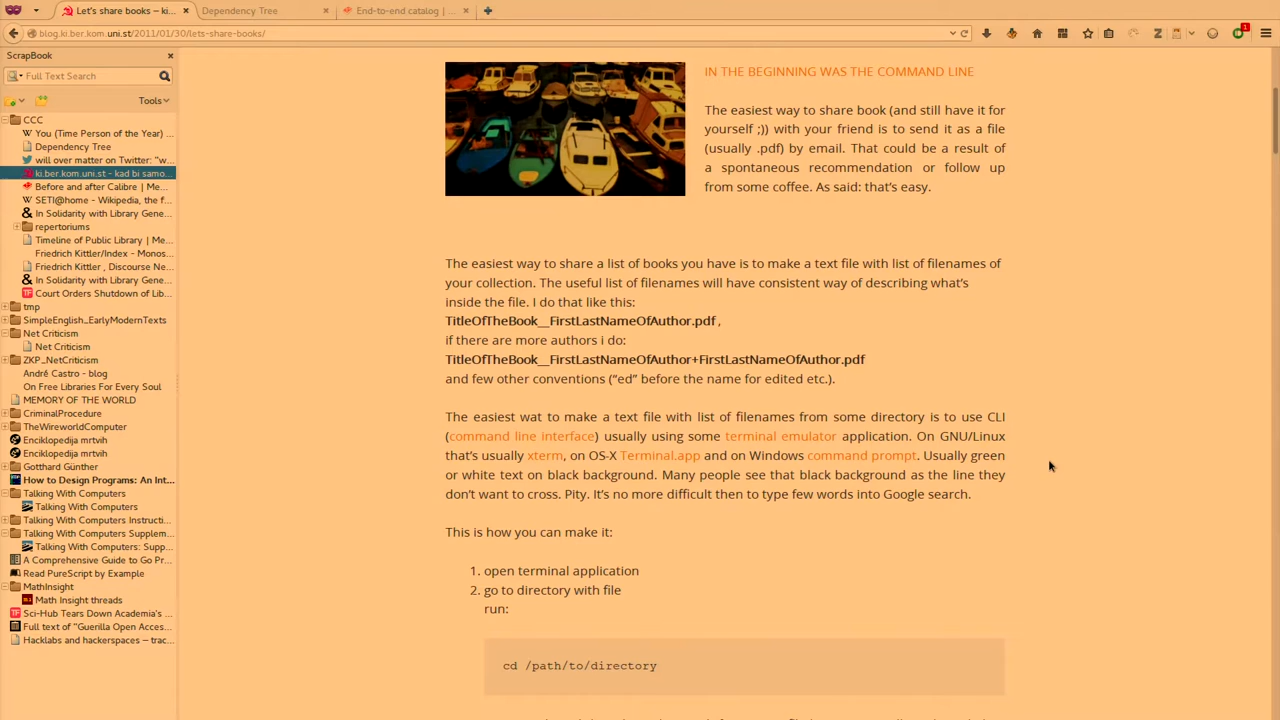 Let's share books – ki...
Dependency Tree
End-to-end catalog | ...
blog.ki.ber.kom.uni.st/2011/01/30/lets-share-books/
1
ScrapBook
Full Text Search
Tools
CCC
You (Time Person of the Year) ...
Dependency Tree
will over matter on Twitter: "w...
ki.ber.kom.uni.st - kad bi samo...
Before and after Calibre | Me...
SETI@home - Wikipedia, the f...
In Solidarity with Library Gene...
repertoriums
Timeline of Public Library | Me...
Friedrich Kittler/Index - Monos...
Friedrich Kittler , Discourse Ne...
In Solidarity with Library Gene...
Court Orders Shutdown of Lib...
tmp
SimpleEnglish_EarlyModernTexts
Net Criticism
Net Criticism
ZKP_NetCriticism
André Castro - blog
On Free Libraries For Every Soul
MEMORY OF THE WORLD
CriminalProcedure
TheWireworldComputer
Enciklopedija mrtvih
Enciklopedija mrtvih
Gotthard Günther
How to Design Programs: An Int...
Talking With Computers
Talking With Computers
Talking With Computers Instructi...
Talking With Computers Supplem...
Talking With Computers: Supp...
A Comprehensive Guide to Go Pr...
Read PureScript by Example
MathInsight
Math Insight threads
Sci-Hub Tears Down Academia's ...
Full text of "Guerilla Open Acces...
Hacklabs and hackerspaces – trac...
IN THE BEGINNING WAS THE COMMAND LINE
The easiest way to share book (and still have it for
yourself ;)) with your friend is to send it as a file
(usually .pdf) by email. That could be a result of
a spontaneous recommendation or follow up
from some coffee. As said: that's easy.
The easiest way to share a list of books you have is to make a text file with list of filenames of
your collection. The useful list of filenames will have consistent way of describing what's
inside the file. I do that like this:
TitleOfTheBook__FirstLastNameOfAuthor.pdf ,
if there are more authors i do:
TitleOfTheBook__FirstLastNameOfAuthor+FirstLastNameOfAuthor.pdf
and few other conventions ("ed" before the name for edited etc.).
The easiest wat to make a text file with list of filenames from some directory is to use CLI
(command line interface) usually using some terminal emulator application. On GNU/Linux
that's usually xterm, on OS-X Terminal.app and on Windows command prompt. Usually green
or white text on black background. Many people see that black background as the line they
don't want to cross. Pity. It's no more difficult then to type few words into Google search.
This is how you can make it:
1. open terminal application
2. go to directory with file
run:
cd /path/to/directory